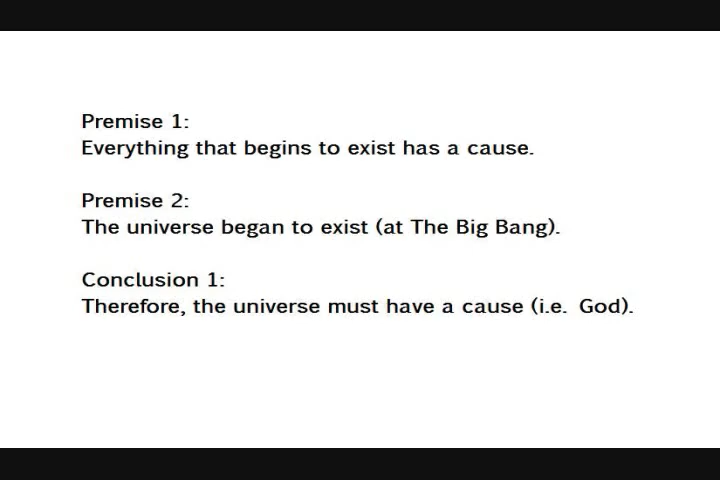 Premise 1:
Everything that begins to exist has a cause.
Premise 2:
The universe began to exist (at The Big Bang).
Conclusion 1:
Therefore, the universe must have a cause (i.e. God).